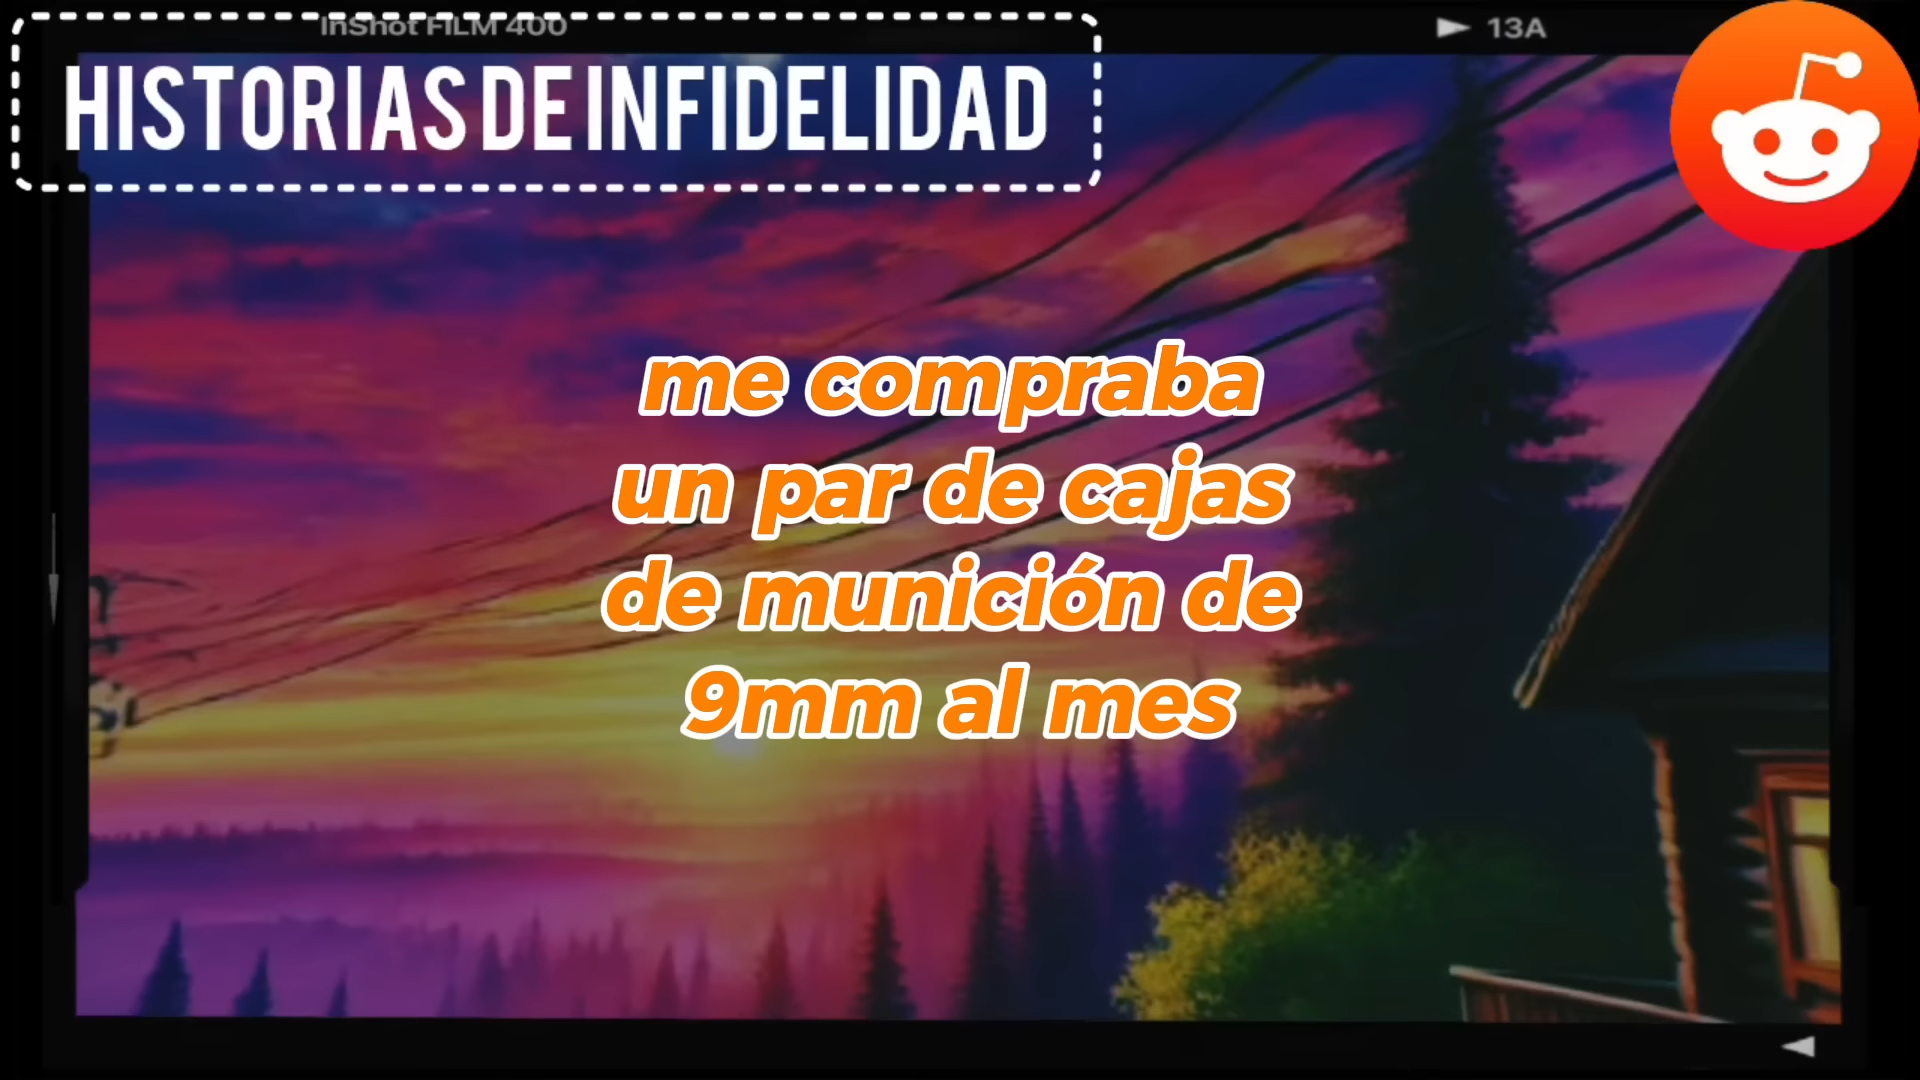 InShot FILM 400
13A
HISTORIAS DE INFIDELIDAD
me compraba
un par de cajas
de munición de
9mm al mes